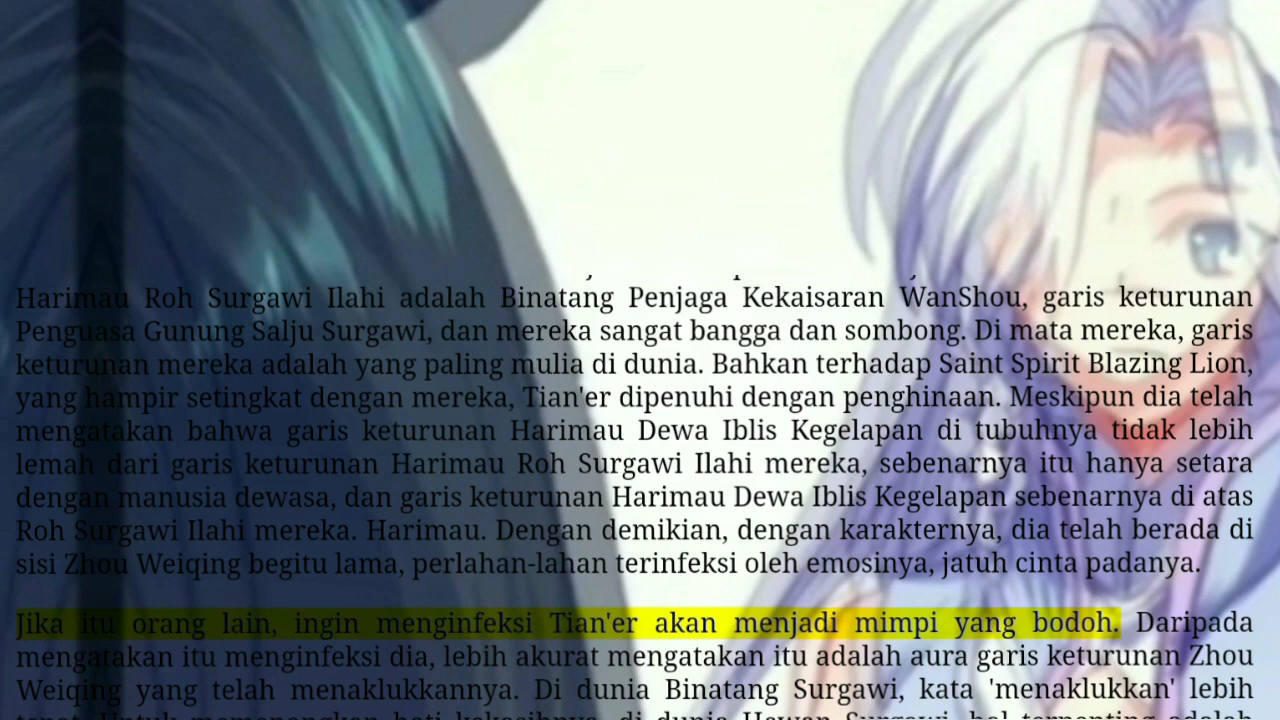 Harimau Roh Surgawi Ilahi adalah Binatang Penjaga Kekaisaran WanShou, garis keturunan
Penguasa Gunung Salju Surgawi, dan mereka sangat bangga dan sombong. Di mata mereka, garis
keturunan mereka adalah yang paling mulia di dunia. Bahkan terhadap Saint Spirit Blazing Lion,
yang hampir setingkat dengan mereka, Tian'er dipenuhi dengan penghinaan. Meskipun dia telah
mengatakan bahwa garis keturunan Harimau Dewa Iblis Kegelapan di tubuhnya tidak lebih
lemah dari garis keturunan Harimau Roh Surgawi Ilahi mereka, sebenarnya itu hanya setara
dengan manusia dewasa, dan garis keturunan Harimau Dewa Iblis Kegelapan sebenarnya di atas
Roh Surgawi Ilahi mereka. Harimau. Dengan demikian, dengan karakternya, dia telah berada di
sisi Zhou Weiqing begitu lama, perlahan-lahan terinfeksi oleh emosinya, jatuh cinta padanya.
Jika itu orang lain, ingin menginfeksi Tian'er akan menjadi mimpi yang bodoh. Daripada
mengatakan itu menginfeksi dia, lebih akurat mengatakan itu adalah aura garis keturunan Zhou
Weiqing yang telah menaklukkannya. Di dunia Binatang Surgawi, kata 'menaklukkan' lebih